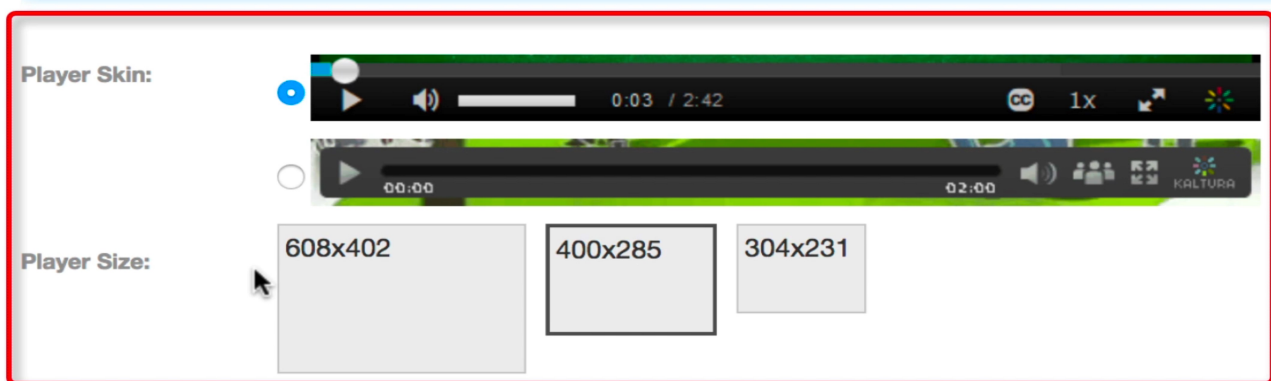 Player Skin:
0:03 / 2:42
CC
1x
00:00
02:00
KALTURA
Player Size:
608x402
400x285
304x231